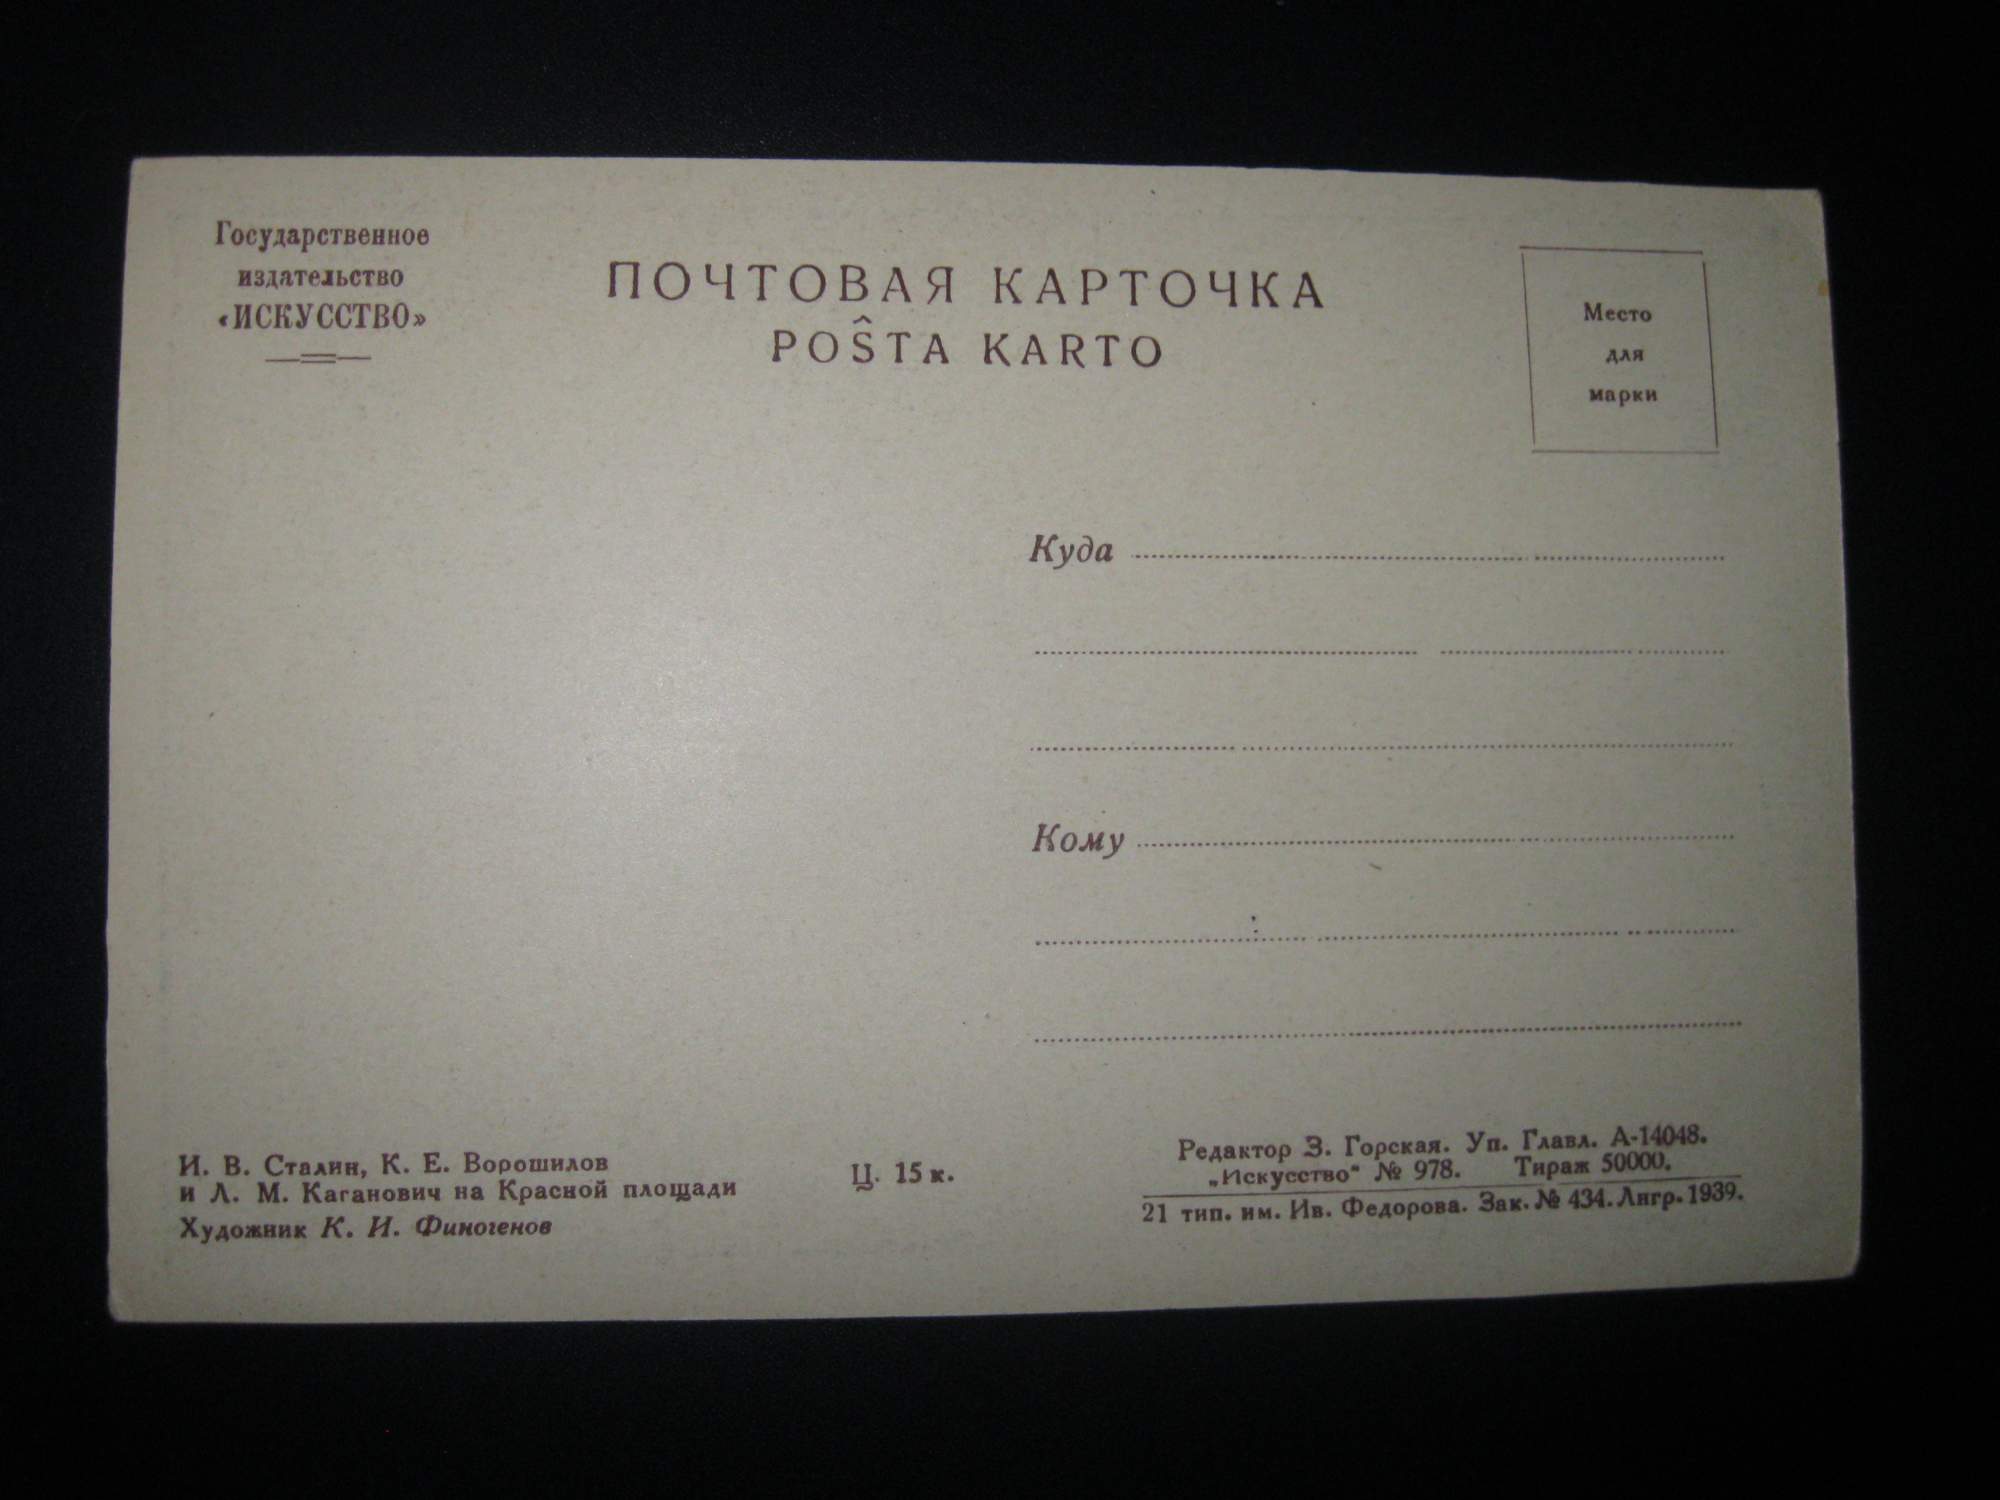 Государственное
издательство
«ИСКУССТВО»
ПОЧТОВАЯ КАРТОЧКА
POŜTA KARTO
Место
для
марки
Куда
Кому
И. В. Сталин, К. Е. Ворошилов
и Л. М. Каганович на Красной площади
Художник К. И. Финогенов
Ц. 15 к.
Редактор З. Горская. Уп. Главл. А-14048.
„Искусство“ № 978. Тираж 50000.
21 тип. им. Ив. Федорова. Зак. № 434. Лнгр. 1939.